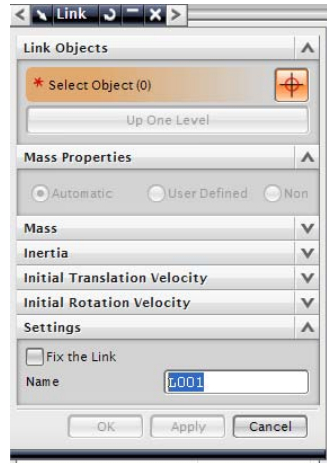 Link
Link Objects
* Select Object (0)
Up One Level
Mass Properties
Automatic User Defined Non
Mass
Inertia
Initial Translation Velocity
Initial Rotation Velocity
Settings
Fix the Link
Name L001
OK Apply Cancel